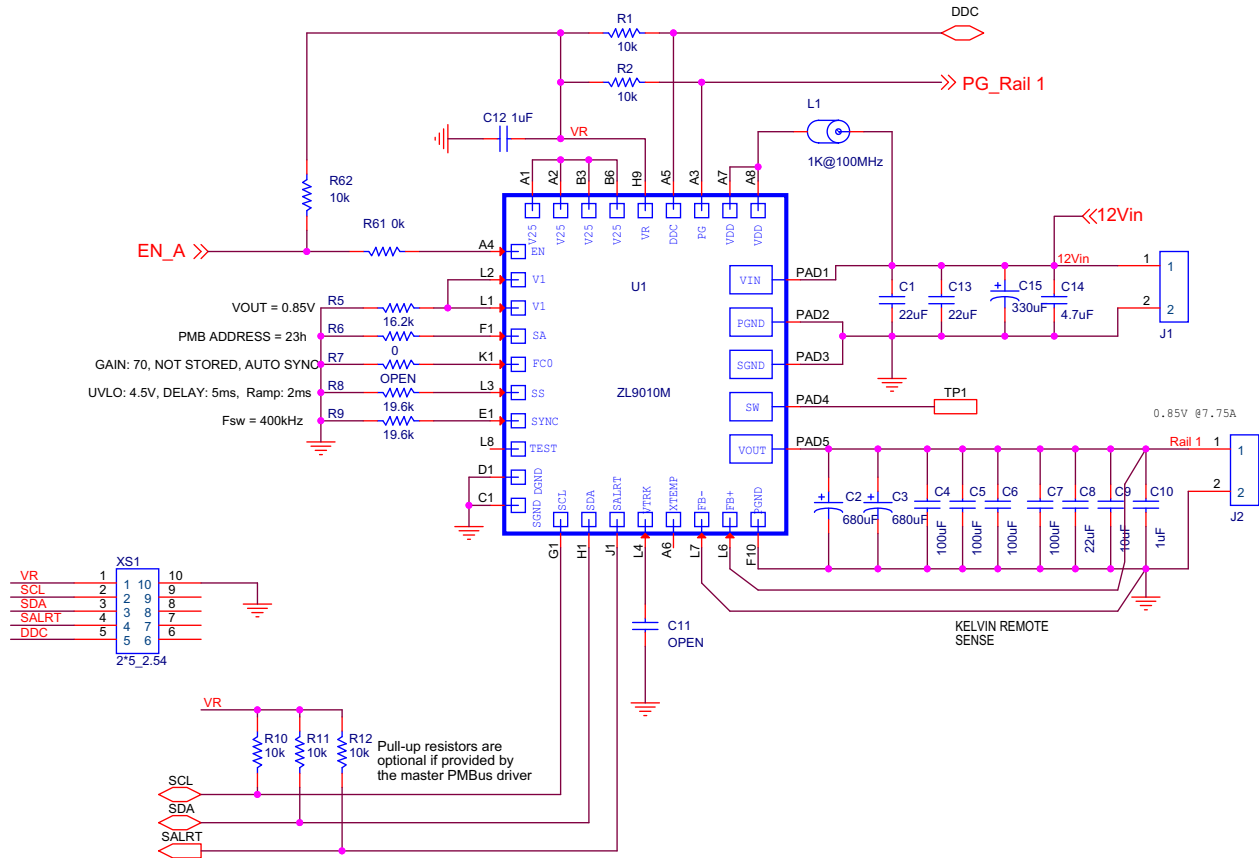 R1
10k
DDC
R2
10k
PG_Rail 1
L1
1K@100MHz
C12 1uF
VR
A1
A2
B3
B6
H9
A5
A3
A7
A8
V25
V25
V25
V25
VR
DDC
PG
VDD
VDD
R62
10k
R61 0k
EN_A
12Vin
A4
EN
L2
V1
L1
V1
F1
SA
K1
FC0
L3
SS
E1
SYNC
L8
TEST
D1
DGND
C1
SGND
U1
ZL9010M
VOUT = 0.85V
R5
16.2k
PMB ADDRESS = 23h
R6
0
GAIN: 70, NOT STORED, AUTO SYNC
R7
OPEN
UVLO: 4.5V, DELAY: 5ms, Ramp: 2ms
R8
19.6k
Fsw = 400kHz
R9
19.6k
VIN
PAD1
PGND
PAD2
SGND
PAD3
SW
PAD4
VOUT
PAD5
TP1
12Vin
C1
22uF
C13
22uF
+
C15
330uF
C14
4.7uF
1
2
1
2
J1
0.85V @7.75A
Rail 1
1
2
1
2
J2
+
C2
680uF
+
C3
680uF
C4
100uF
C5
100uF
C6
100uF
C7
100uF
C8
22uF
C9
10uF
C10
1uF
SCL
SDA
SALRT
VTRK
XTEMP
FB-
FB+
PGND
G1
H1
J1
L4
A6
L7
L6
F10
C11
OPEN
KELVIN REMOTE
SENSE
XS1
VR 1 1 10 10
SCL 2 2 9 9
SDA 3 3 8 8
SALRT 4 4 7 7
DDC 5 5 6 6
2*5_2.54
VR
R10
10k
R11
10k
R12
10k
Pull-up resistors are
optional if provided by
the master PMBus driver
SCL
SDA
SALRT